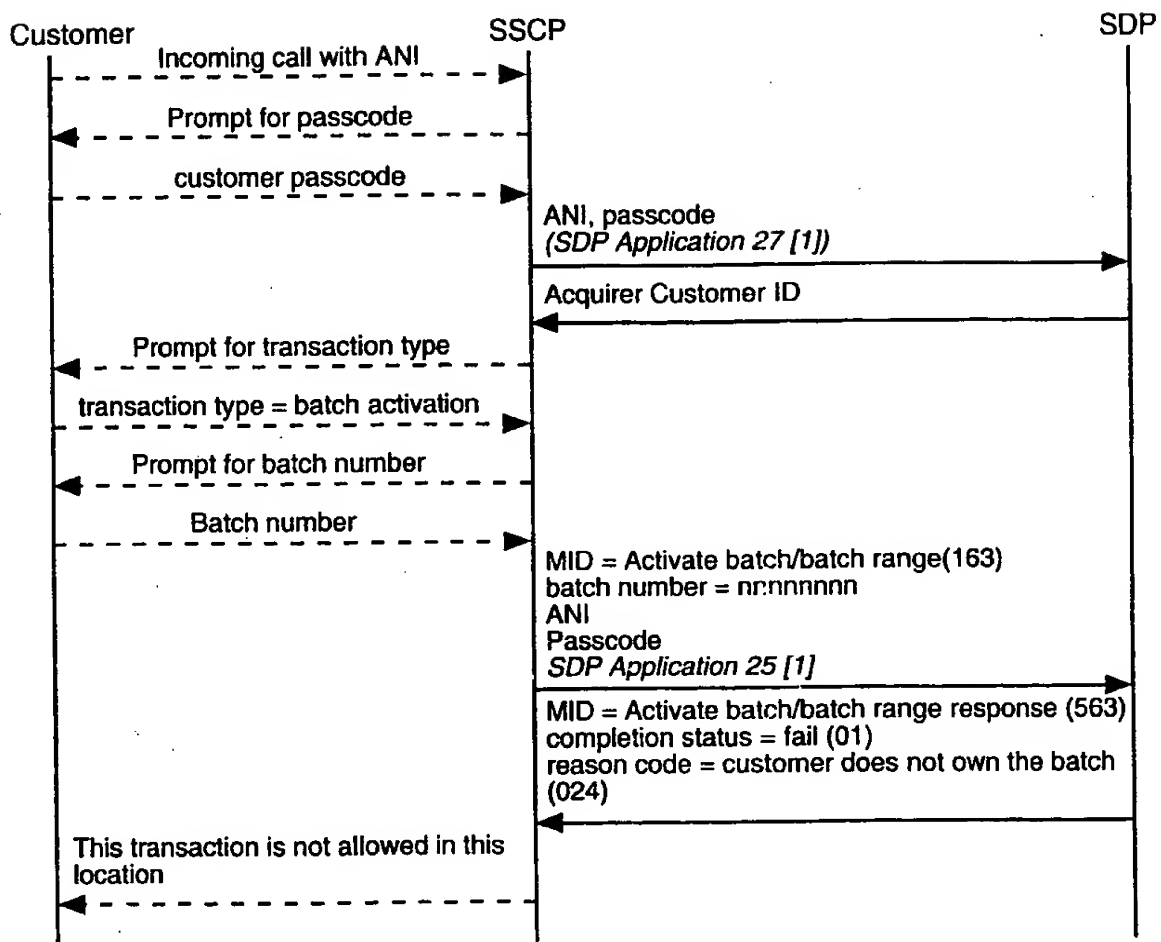 Customer
SSCP
SDP
Incoming call with ANI
Prompt for passcode
customer passcode
ANI, passcode
(SDP Application 27 [1])
Acquirer Customer ID
Prompt for transaction type
transaction type = batch activation
Prompt for batch number
Batch number
MID = Activate batch/batch range(163)
batch number = nnnnnnnn
ANI
Passcode
SDP Application 25 [1]
MID = Activate batch/batch range response (563)
completion status = fail (01)
reason code = customer does not own the batch
(024)
This transaction is not allowed in this
location